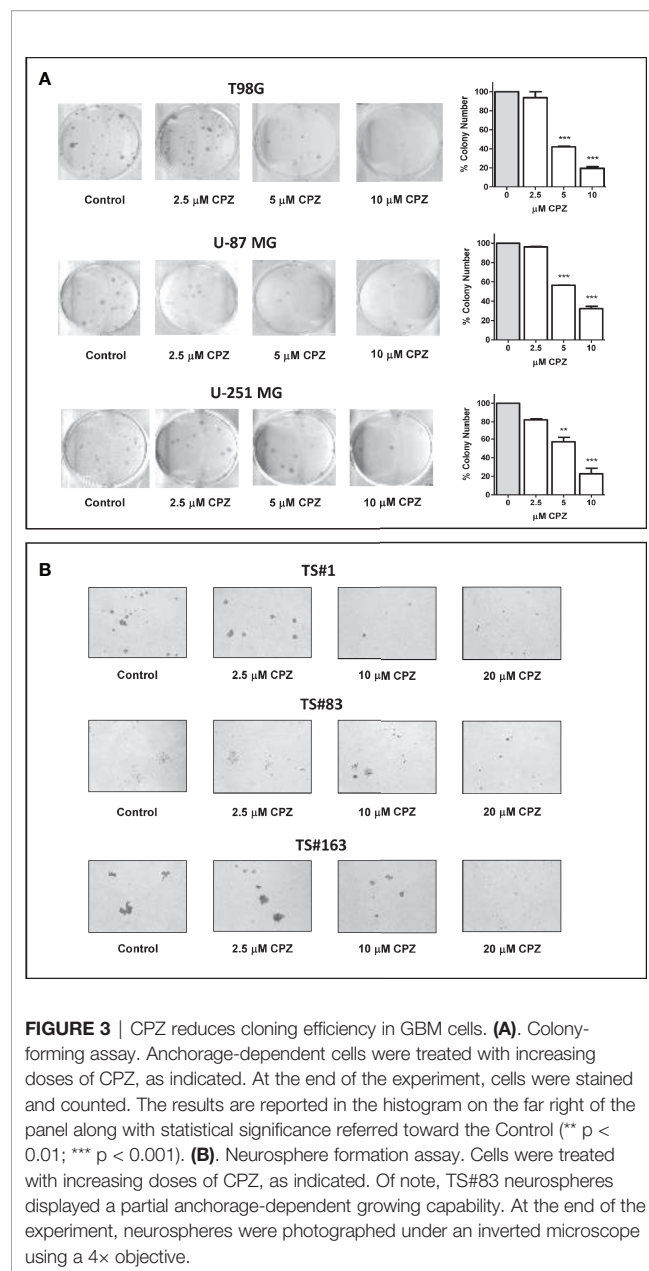 A
T98G
Control 2.5 μM CPZ 5 μM CPZ 10 μM CPZ
% Colony Number
100
80
60
40
20
0
***
***
0 2.5 5 10
μM CPZ
U-87 MG
Control 2.5 μM CPZ 5 μM CPZ 10 μM CPZ
% Colony Number
100
80
60
40
20
0
***
***
0 2.5 5 10
μM CPZ
U-251 MG
Control 2.5 μM CPZ 5 μM CPZ 10 μM CPZ
% Colony Number
100
80
60
40
20
0
**
***
0 2.5 5 10
μM CPZ
B
TS#1
Control 2.5 μM CPZ 10 μM CPZ 20 μM CPZ
TS#83
Control 2.5 μM CPZ 10 μM CPZ 20 μM CPZ
TS#163
Control 2.5 μM CPZ 10 μM CPZ 20 μM CPZ
FIGURE 3 | CPZ reduces cloning efficiency in GBM cells. (A). Colony-
forming assay. Anchorage-dependent cells were treated with increasing
doses of CPZ, as indicated. At the end of the experiment, cells were stained
and counted. The results are reported in the histogram on the far right of the
panel along with statistical significance referred toward the Control (** p <
0.01; *** p < 0.001). (B). Neurosphere formation assay. Cells were treated
with increasing doses of CPZ, as indicated. Of note, TS#83 neurospheres
displayed a partial anchorage-dependent growing capability. At the end of the
experiment, neurospheres were photographed under an inverted microscope
using a 4× objective.